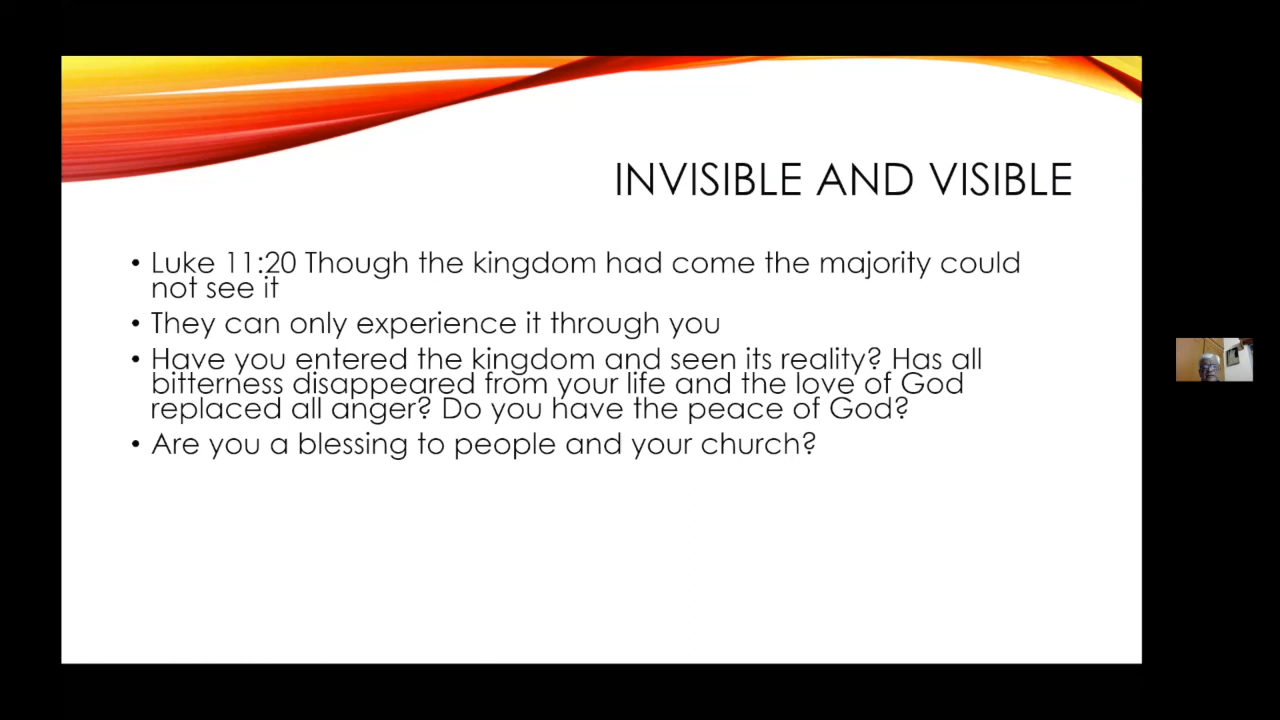 INVISIBLE AND VISIBLE
• Luke 11:20 Though the kingdom had come the majority could
not see it
• They can only experience it through you
• Have you entered the kingdom and seen its reality? Has all
bitterness disappeared from your life and the love of God
replaced all anger? Do you have the peace of God?
• Are you a blessing to people and your church?